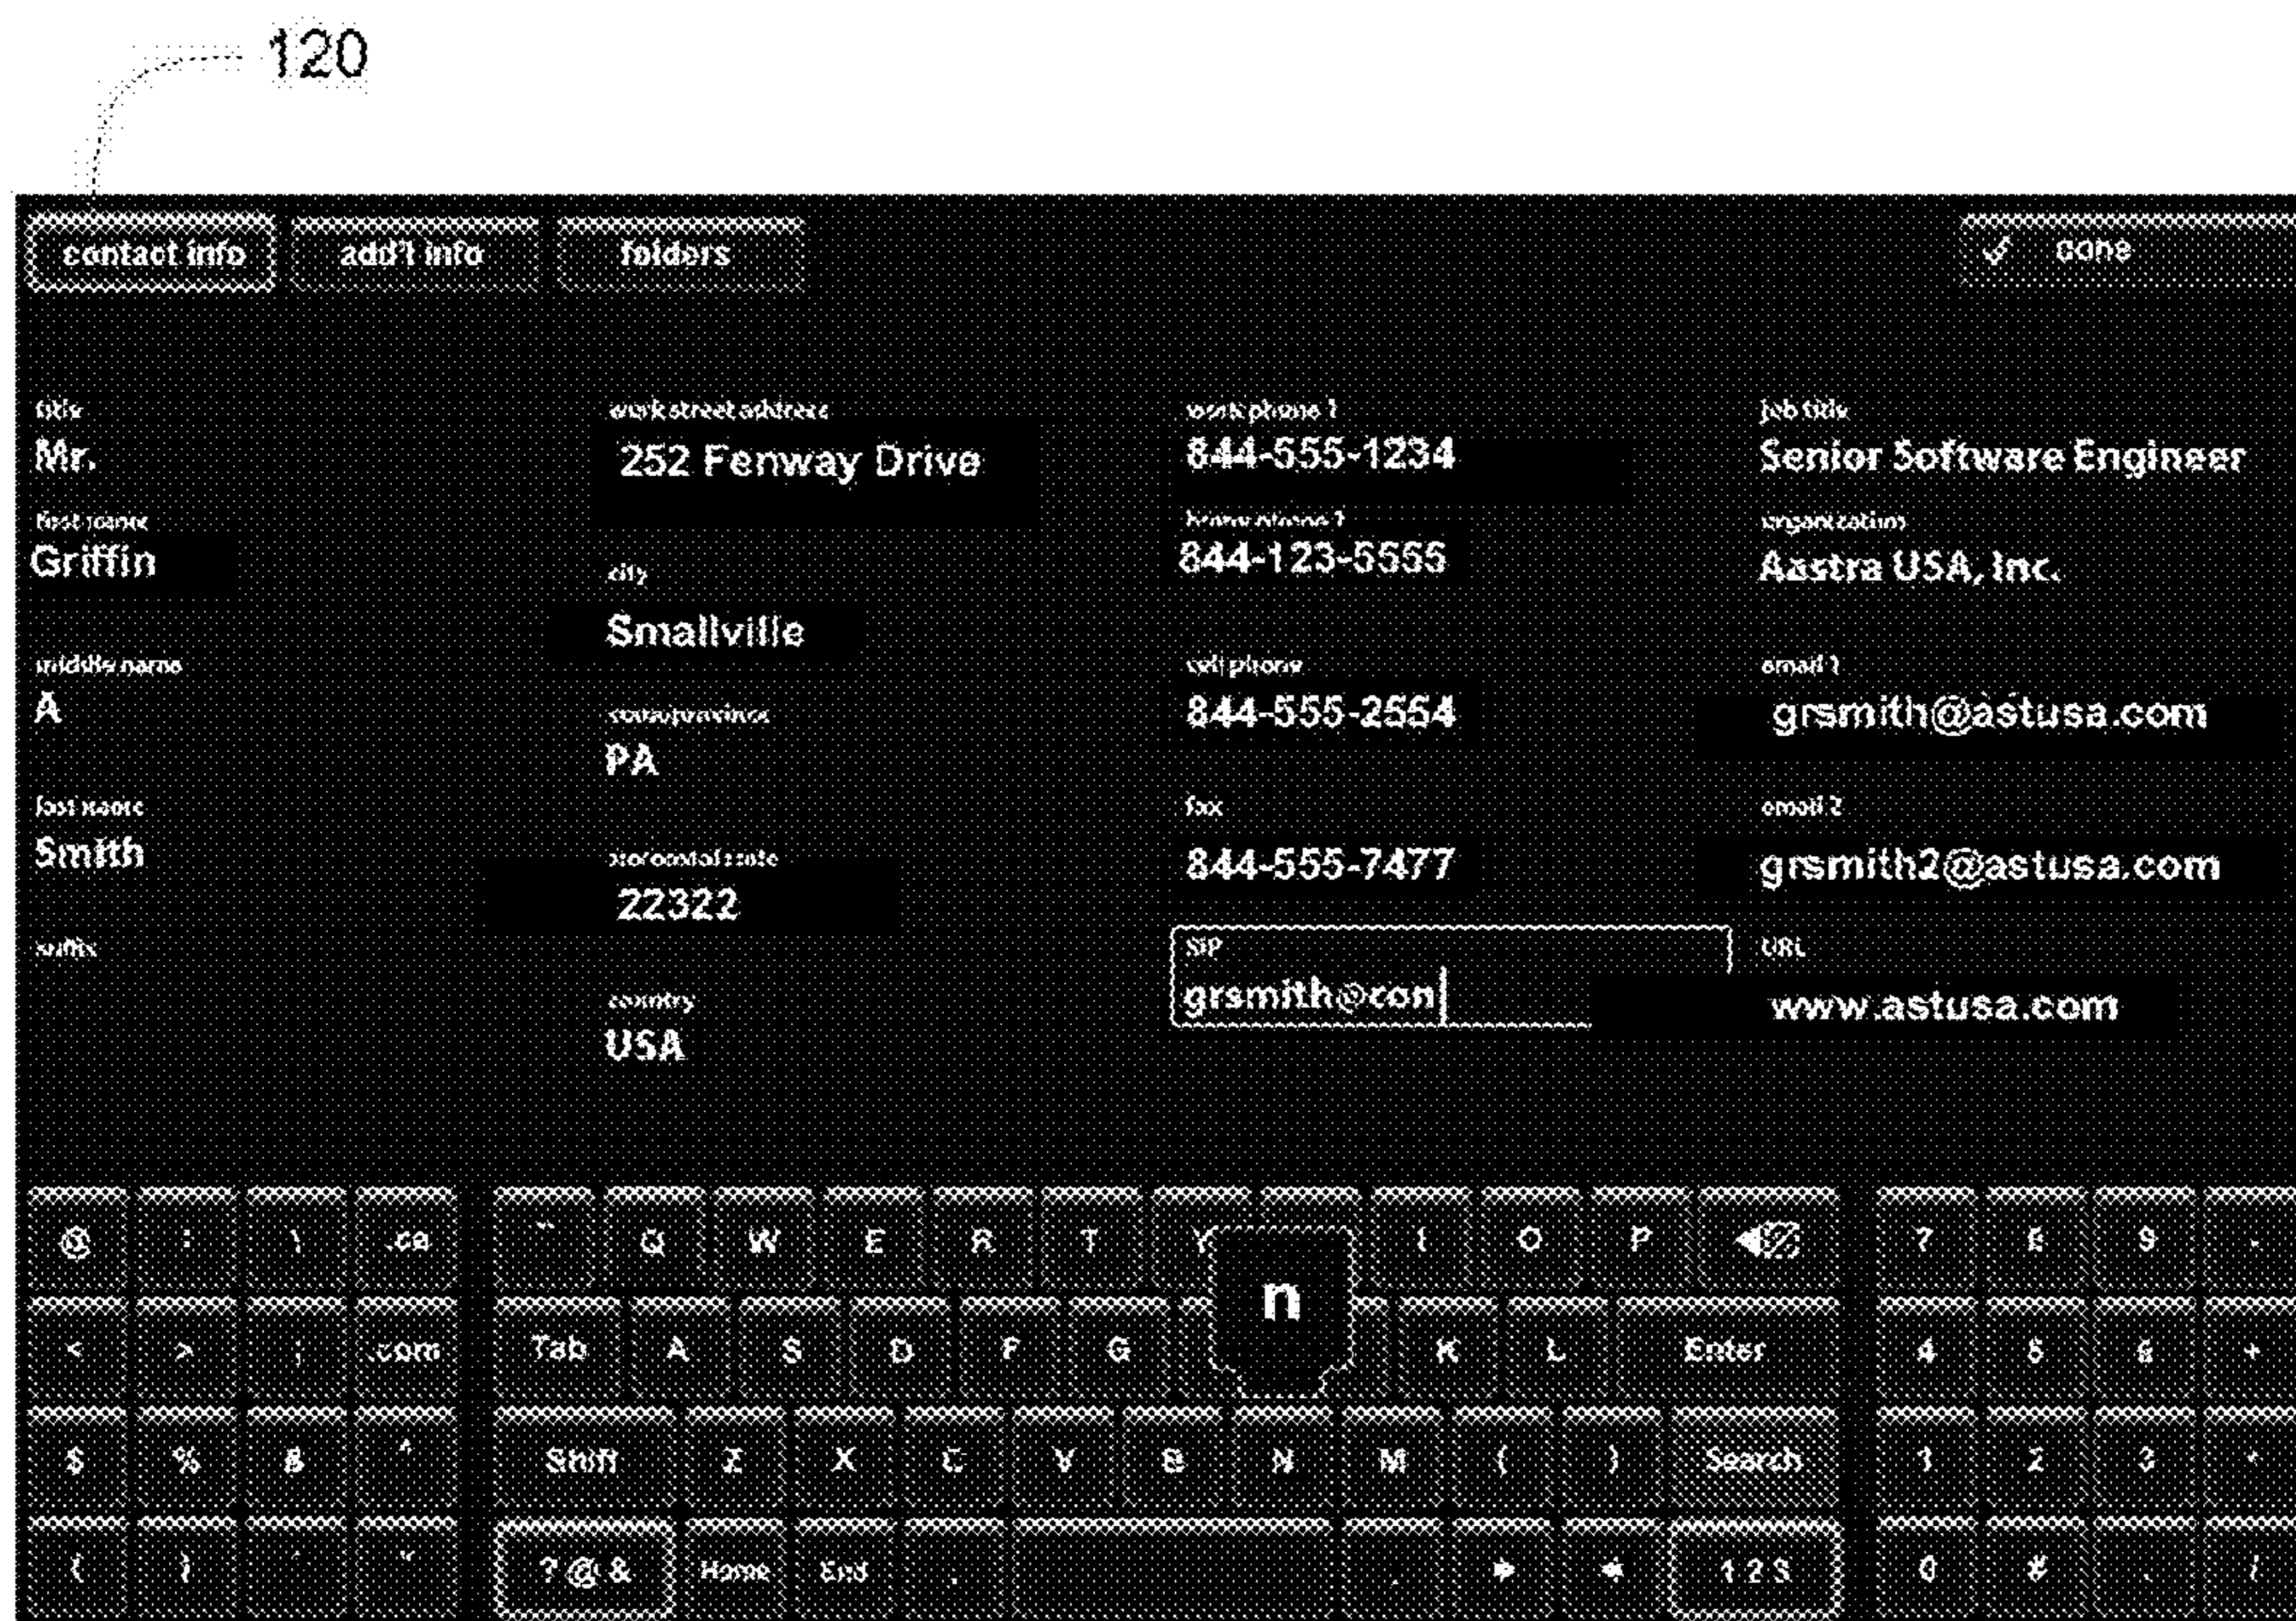 120
contact info add'l info folders ✓ done
title work street address work phone 1 job title
Mr. 252 Fenway Drive 844-555-1234 Senior Software Engineer
first name home phone 1 organization
Griffin city 844-123-5555 Aastra USA, Inc.
Smallville
middle name cell phone email 1
A state/province 844-555-2554 grsmith@astusa.com
PA
last name fax email 2
Smith 844-555-7477 grsmith2@astusa.com
22322
suffix SIP URL
country grsmith@con www.astusa.com
USA
@ : \ .ca Q W E R T Y I O P 7 8 9 -
n
< > ; .com Tab A S D F G K L Enter 4 5 6 +
$ % & ^ Shift Z X C V B N M ( ) Search 1 2 3
? @ & Home End , . 1 2 3 0 # . /